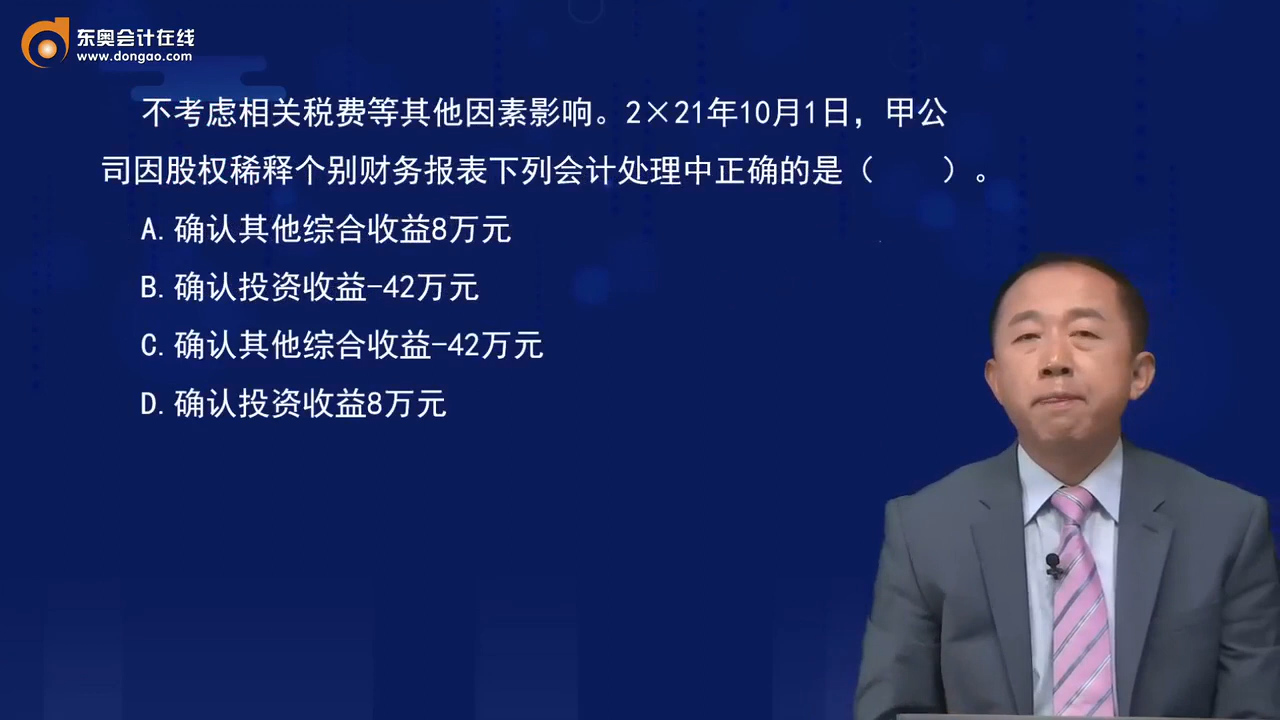 东奥会计在线
www.dongao.com
不考虑相关税费等其他因素影响。2×21年10月1日，甲公
司因股权稀释个别财务报表下列会计处理中正确的是（　　）。
A.确认其他综合收益8万元
B.确认投资收益-42万元
C.确认其他综合收益-42万元
D.确认投资收益8万元